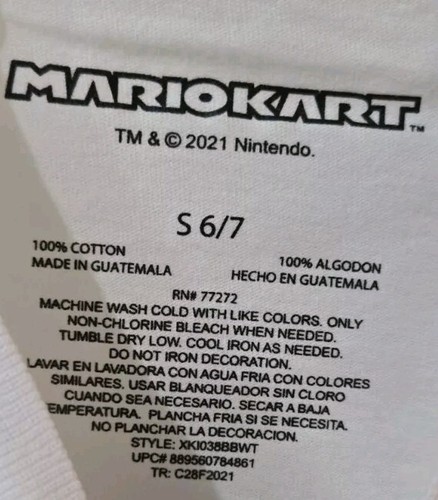 MARIOKART™
TM & © 2021 Nintendo.
S 6/7
100% COTTON
MADE IN GUATEMALA
100% ALGODON
HECHO EN GUATEMALA
RN# 77272
MACHINE WASH COLD WITH LIKE COLORS. ONLY
NON-CHLORINE BLEACH WHEN NEEDED.
TUMBLE DRY LOW. COOL IRON AS NEEDED.
DO NOT IRON DECORATION.
LAVAR EN LAVADORA CON AGUA FRIA CON COLORES
SIMILARES. USAR BLANQUEADOR SIN CLORO
CUANDO SEA NECESARIO. SECAR A BAJA
TEMPERATURA. PLANCHA FRIA SI SE NECESITA.
NO PLANCHAR LA DECORACION.
STYLE: XKI038BBWT
UPC# 889560784861
TR: C28F2021